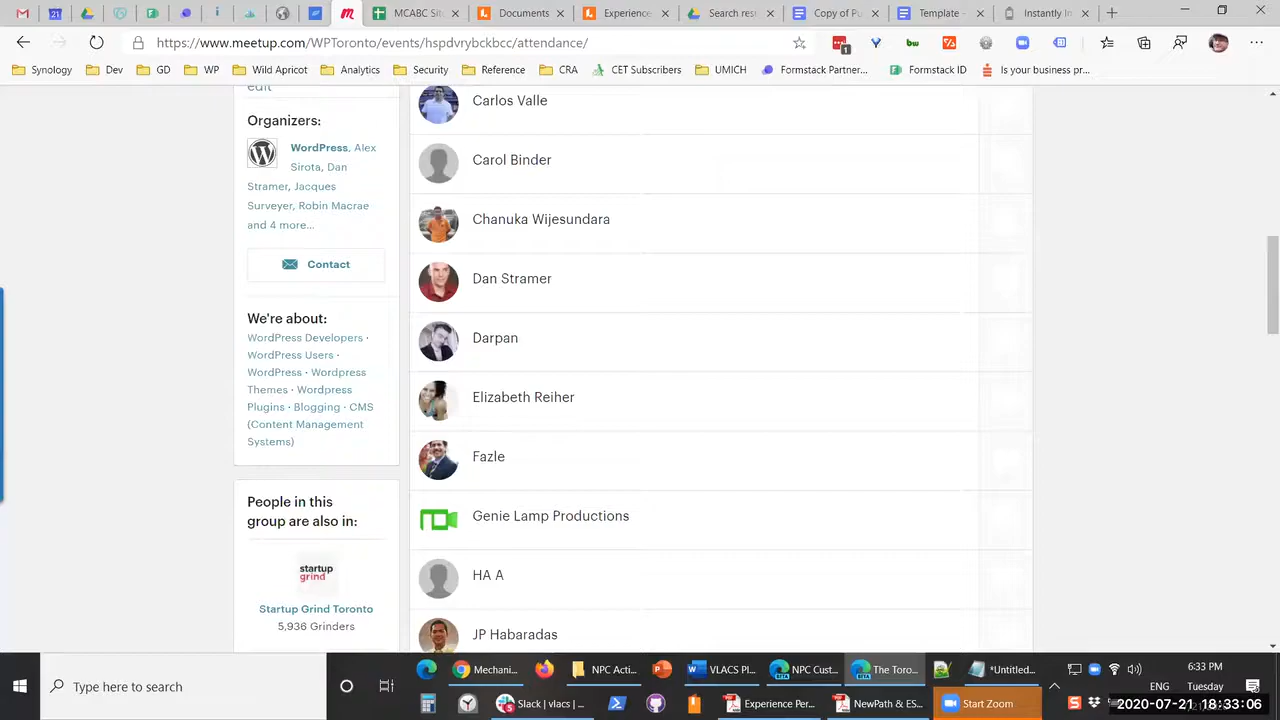 MCABC Sit
Documents
Experience
Search res
Copy of Pu
Template
Instantly In
https://www.meetup.com/WPToronto/events/hspdvrybckbcc/attendance/
1
Synology
Dev
GD
WP
Wild Apricot
Analytics
Security
Reference
CRA
CET Subscribers
UMICH
Formstack Partner...
Formstack ID
Is your business pr...
edit
Organizers:
WordPress, Alex
Sirota, Dan
Stramer, Jacques
Surveyer, Robin Macrae
and 4 more...
Contact
We're about:
WordPress Developers ·
WordPress Users ·
WordPress · Wordpress
Themes · Wordpress
Plugins · Blogging · CMS
(Content Management
Systems)
People in this
group are also in:
startup
grind
Startup Grind Toronto
5,936 Grinders
Carlos Valle
Carol Binder
Chanuka Wijesundara
Dan Stramer
Darpan
Elizabeth Reiher
Fazle
Genie Lamp Productions
HA A
JP Habaradas
Type here to search
Mechani...
NPC Acti...
VLACS Pl...
NPC Cust...
The Toro...
*Untitled...
6:33 PM
ENG
Tuesday
Slack | vlacs | ...
Experience Per...
NewPath & ES...
Start Zoom
2020-07-21 18:33:06